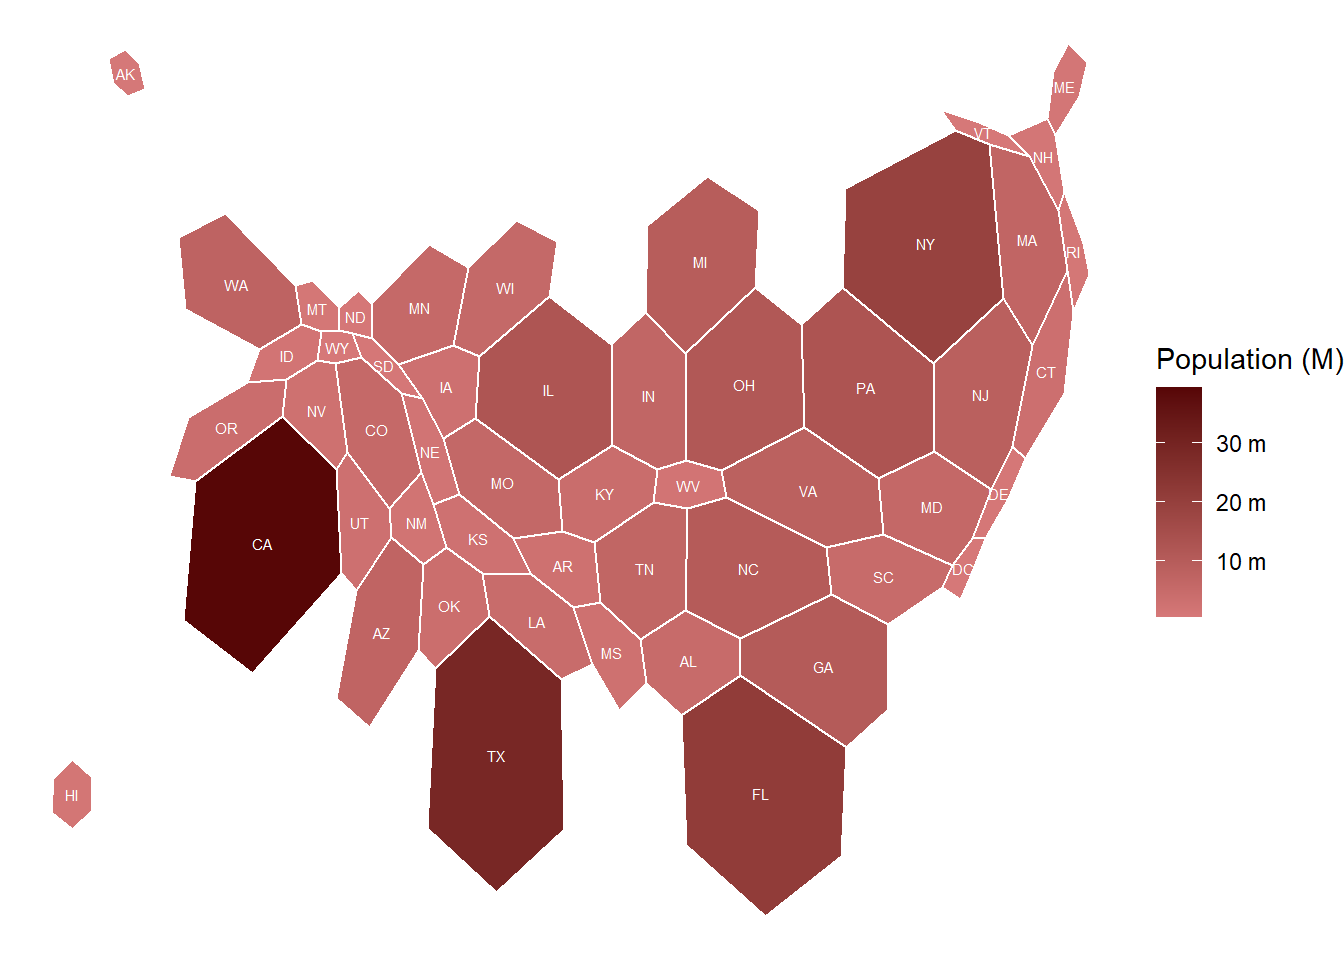 AK
ME
VT
NH
MA
NY
RI
MI
WA
WI
MT
ND
MN
WY
ID
SD
IA
IL
IN
OH
PA
NJ
CT
NV
OR
CO
NE
MO
KY
WV
VA
MD
DE
UT
NM
KS
CA
AR
TN
NC
SC
DC
OK
LA
AZ
MS
AL
GA
TX
FL
HI
Population (M)
30 m
20 m
10 m